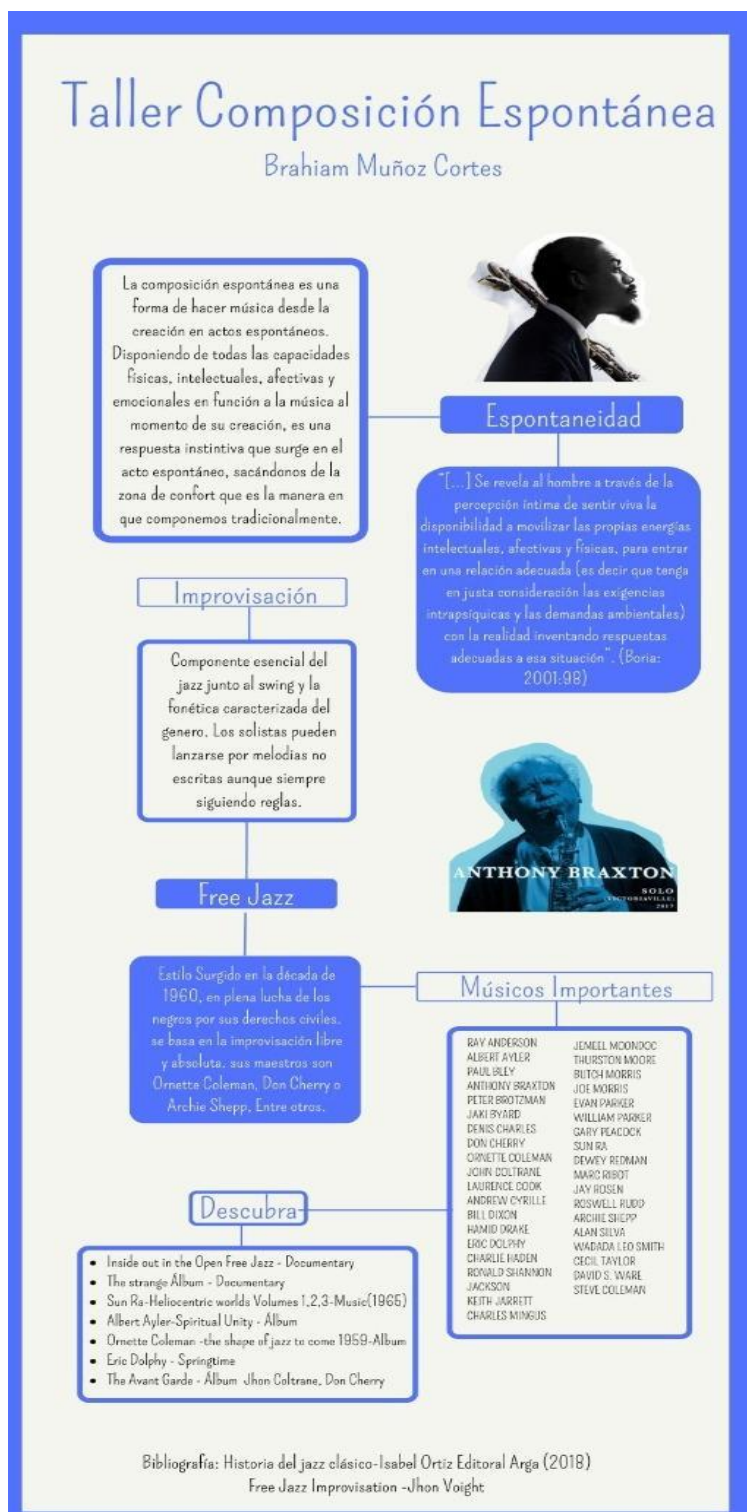 Taller Composición Espontánea
Brahiam Muñoz Cortes
La composición espontánea es una
forma de hacer música desde la
creación en actos espontáneos.
Disponiendo de todas las capacidades
físicas, intelectuales, afectivas y
emocionales en función a la música al
momento de su creación, es una
respuesta instintiva que surge en el
acto espontáneo, sacándonos de la
zona de confort que es la manera en
que componemos tradicionalmente.
Espontaneidad
"[...] Se revela al hombre a través de la
percepción íntima de sentir viva la
disponibilidad a movilizar las propias energías
intelectuales, afectivas y físicas, para entrar
en una relación adecuada (es decir que tenga
en justa consideración las exigencias
intrapsíquicas y las demandas ambientales)
con la realidad inventando respuestas
adecuadas a esa situación". (Boria:
2001:98)
Improvisación
Componente esencial del
jazz junto al swing y la
fonética caracterizada del
genero. Los solistas pueden
lanzarse por melodías no
escritas aunque siempre
siguiendo reglas.
ANTHONY BRAXTON
SOLO
VICTORIAVILLE
2017
Free Jazz
Estilo Surgido en la década de
1960, en plena lucha de los
negros por sus derechos civiles.
se basa en la improvisación libre
y absoluta. sus maestros son
Ornette Coleman, Don Cherry o
Archie Shepp, Entre otros.
Músicos Importantes
RAY ANDERSON
ALBERT AYLER
PAUL BLEY
ANTHONY BRAXTON
PETER BROTZMAN
JAKI BYARD
DENIS CHARLES
DON CHERRY
ORNETTE COLEMAN
JOHN COLTRANE
LAURENCE COOK
ANDREW CYRILLE
BILL DIXON
HAMID DRAKE
ERIC DOLPHY
CHARLIE HADEN
RONALD SHANNON
JACKSON
KEITH JARRETT
CHARLES MINGUS
JEMEEL MOONDOC
THURSTON MOORE
BUTCH MORRIS
JOE MORRIS
EVAN PARKER
WILLIAM PARKER
GARY PEACOCK
SUN RA
DEWEY REDMAN
MARC RIBOT
JAY ROSEN
ROSWELL RUDD
ARCHIE SHEPP
ALAN SILVA
WADADA LEO SMITH
CECIL TAYLOR
DAVID S. WARE
STEVE COLEMAN
Descubra
• Inside out in the Open Free Jazz - Documentary
• The strange Álbum - Documentary
• Sun Ra-Heliocentric worlds Volumes 1,2,3-Music(1965)
• Albert Ayler-Spiritual Unity - Álbum
• Ornette Coleman -the shape of jazz to come 1959-Album
• Eric Dolphy - Springtime
• The Avant Garde - Álbum Jhon Coltrane, Don Cherry
Bibliografía: Historia del jazz clásico-Isabel Ortíz Editoral Arga (2018)
Free Jazz Improvisation -Jhon Voight